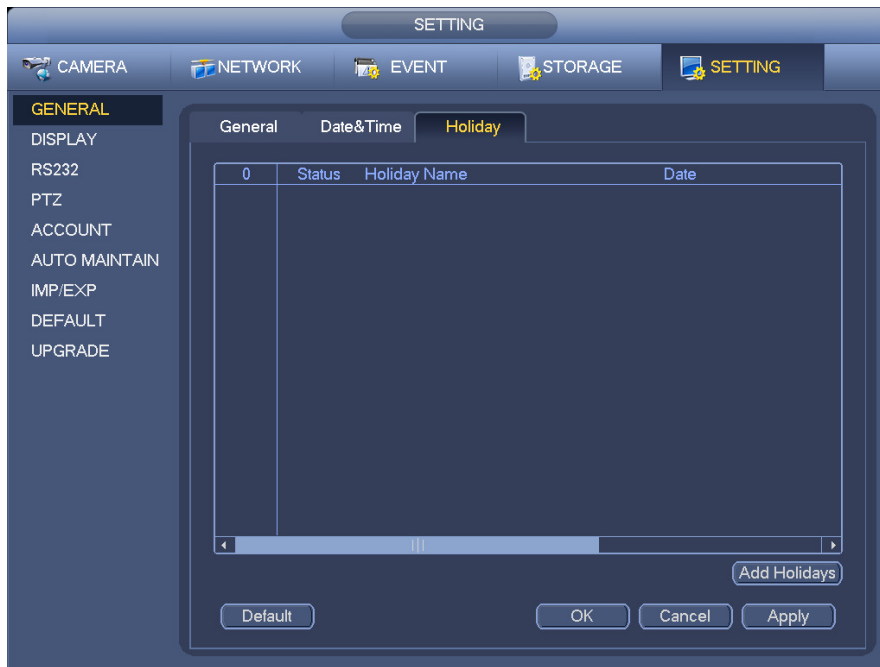 SETTING
CAMERA NETWORK EVENT STORAGE SETTING
GENERAL
DISPLAY
RS232
PTZ
ACCOUNT
AUTO MAINTAIN
IMP/EXP
DEFAULT
UPGRADE
General Date&Time Holiday
0 Status Holiday Name Date
Add Holidays
Default OK Cancel Apply